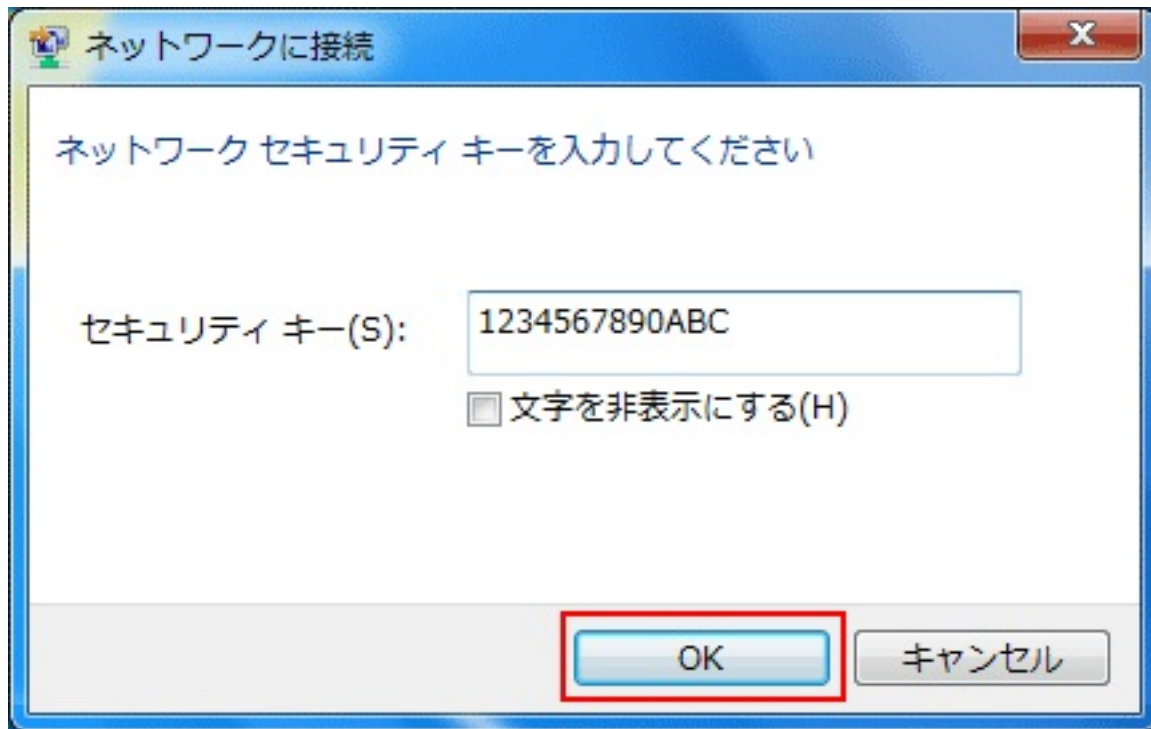 ネットワークに接続
ネットワーク セキュリティ キーを入力してください
セキュリティ キー(S): 1234567890ABC
文字を非表示にする(H)
OK キャンセル